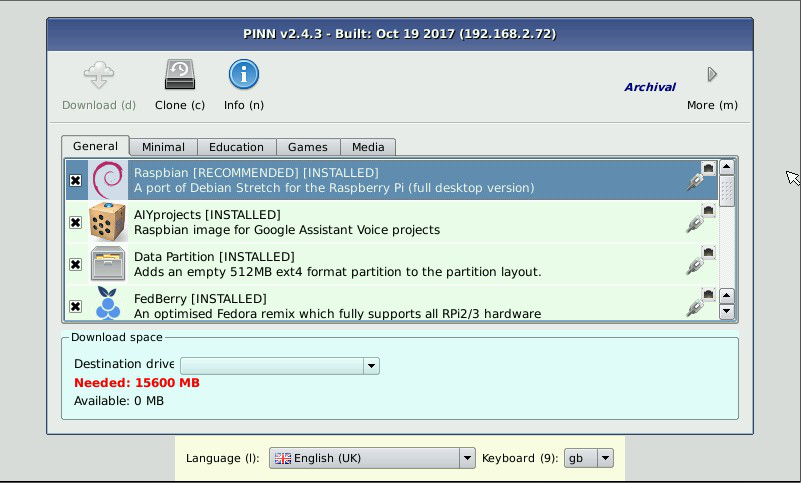 PINN v2.4.3 - Built: Oct 19 2017 (192.168.2.72)
Download (d)
Clone (c)
Info (n)
Archival
More (m)
General
Minimal
Education
Games
Media
Raspbian [RECOMMENDED] [INSTALLED]
A port of Debian Stretch for the Raspberry Pi (full desktop version)
AIYprojects [INSTALLED]
Raspbian image for Google Assistant Voice projects
Data Partition [INSTALLED]
Adds an empty 512MB ext4 format partition to the partition layout.
FedBerry [INSTALLED]
An optimised Fedora remix which fully supports all RPi2/3 hardware
Download space
Destination drive
Needed: 15600 MB
Available: 0 MB
Language (l): English (UK) Keyboard (9): gb